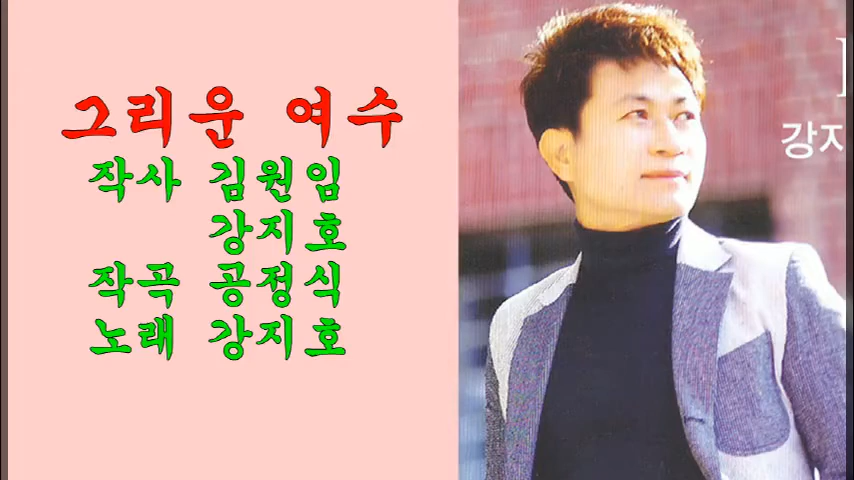 그리운 여수
작사 김원임
강지호
작곡 공정식
노래 강지호